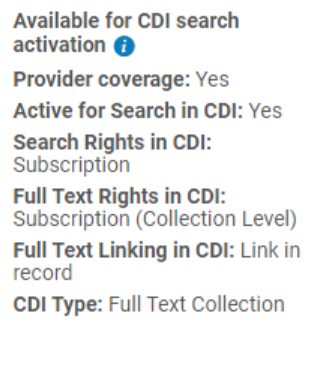 Available for CDI search
activation i
Provider coverage: Yes
Active for Search in CDI: Yes
Search Rights in CDI:
Subscription
Full Text Rights in CDI:
Subscription (Collection Level)
Full Text Linking in CDI: Link in
record
CDI Type: Full Text Collection